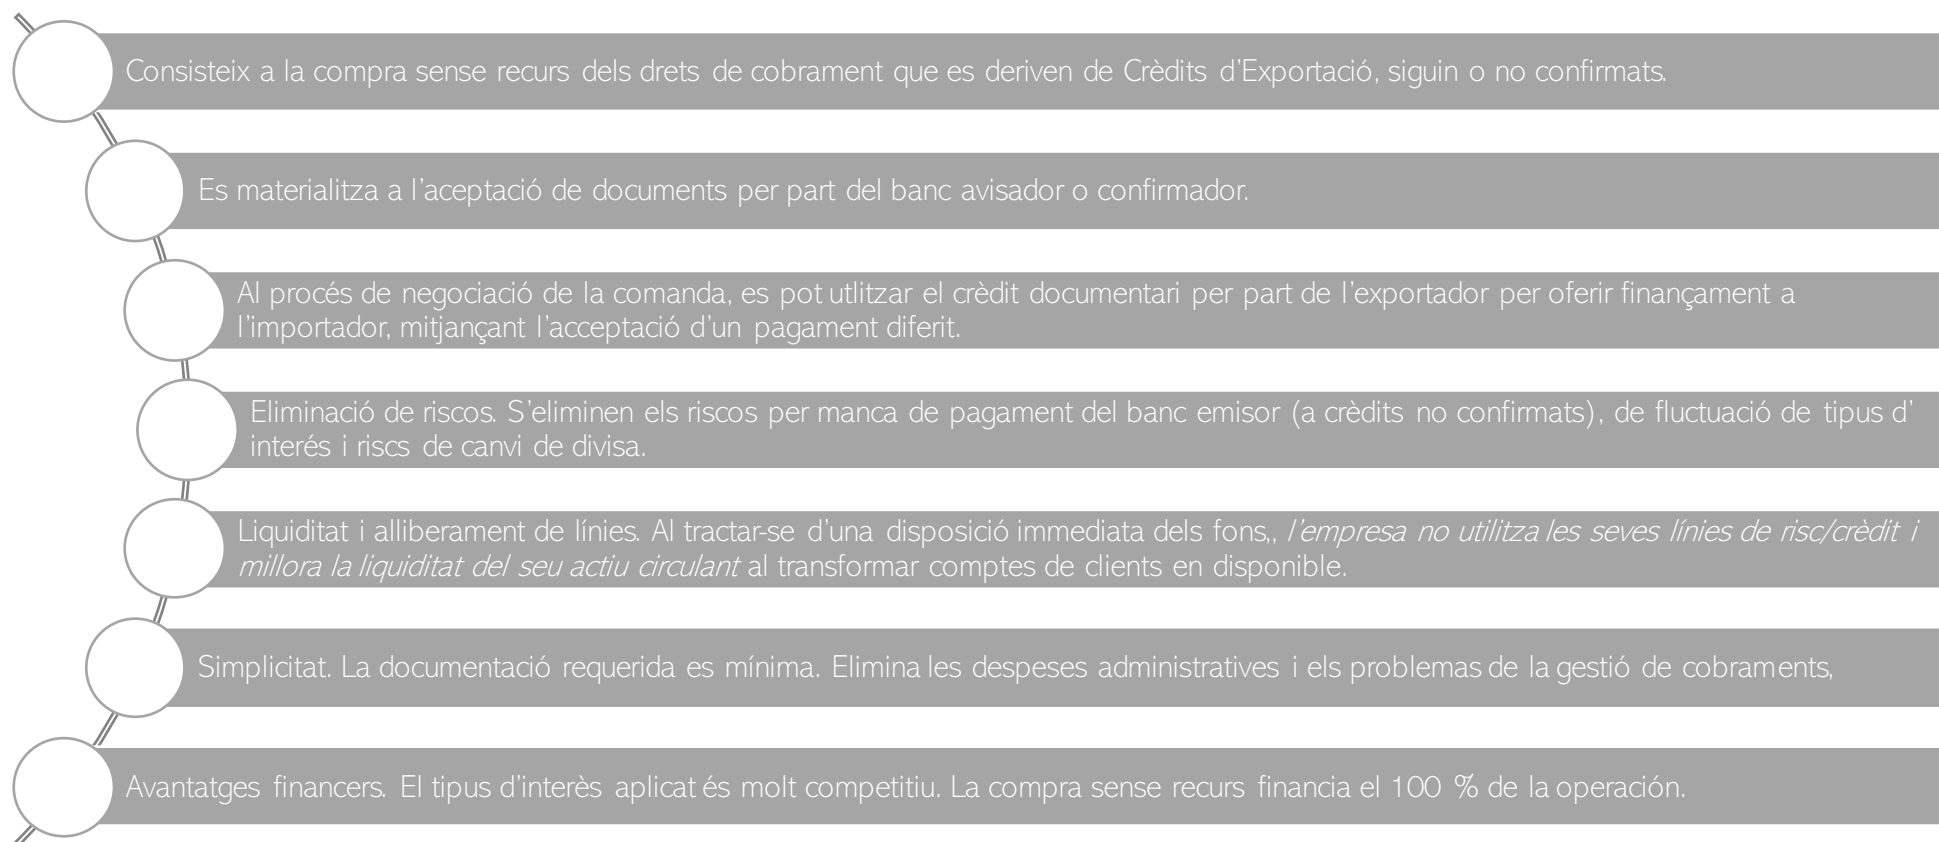 Consisteix a la compra sense recurs dels drets de cobrament que es deriven de Crèdits d'Exportació, siguin o no confirmats.
Es materialitza a l'aceptació de documents per part del banc avisador o confirmador.
Al procés de negociació de la comanda, es pot utlitzar el crèdit documentari per part de l'exportador per oferir finançament a
l'importador, mitjançant l'acceptació d'un pagament diferit.
Eliminació de riscos. S'eliminen els riscos per manca de pagament del banc emisor (a crèdits no confirmats), de fluctuació de tipus d'
interés i riscs de canvi de divisa.
Liquiditat i alliberament de línies. Al tractar-se d'una disposició immediata dels fons,, l'empresa no utilitza les seves línies de risc/crèdit i
millora la liquiditat del seu actiu circulant al transformar comptes de clients en disponible.
Simplicitat. La documentació requerida es mínima. Elimina les despeses administratives i els problemas de la gestió de cobraments,
Avantatges financers. El tipus d'interès aplicat és molt competitiu. La compra sense recurs financia el 100 % de la operación.